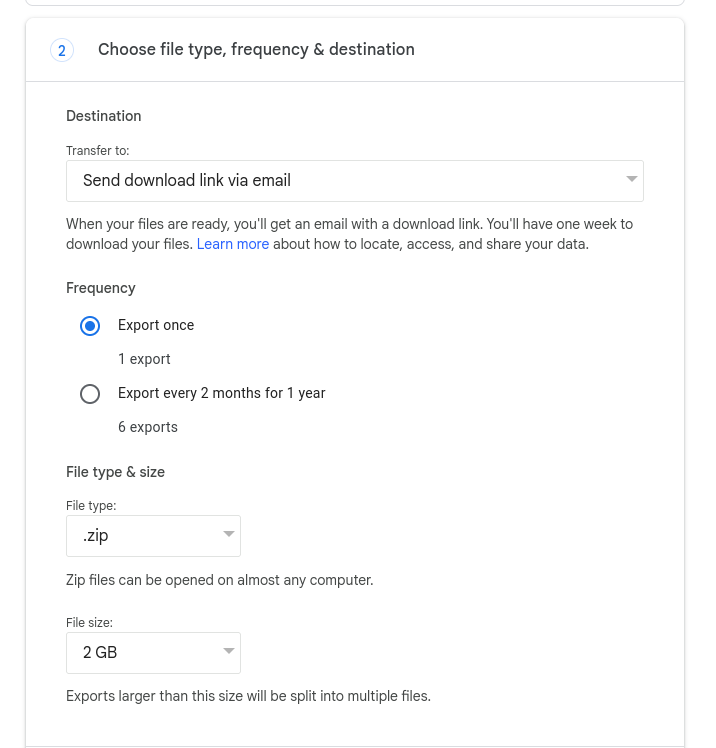 2
Choose file type, frequency & destination
Destination
Transfer to:
Send download link via email
When your files are ready, you'll get an email with a download link. You'll have one week to
download your files. Learn more about how to locate, access, and share your data.
Frequency
Export once
1 export
Export every 2 months for 1 year
6 exports
File type & size
File type:
.zip
Zip files can be opened on almost any computer.
File size:
2 GB
Exports larger than this size will be split into multiple files.